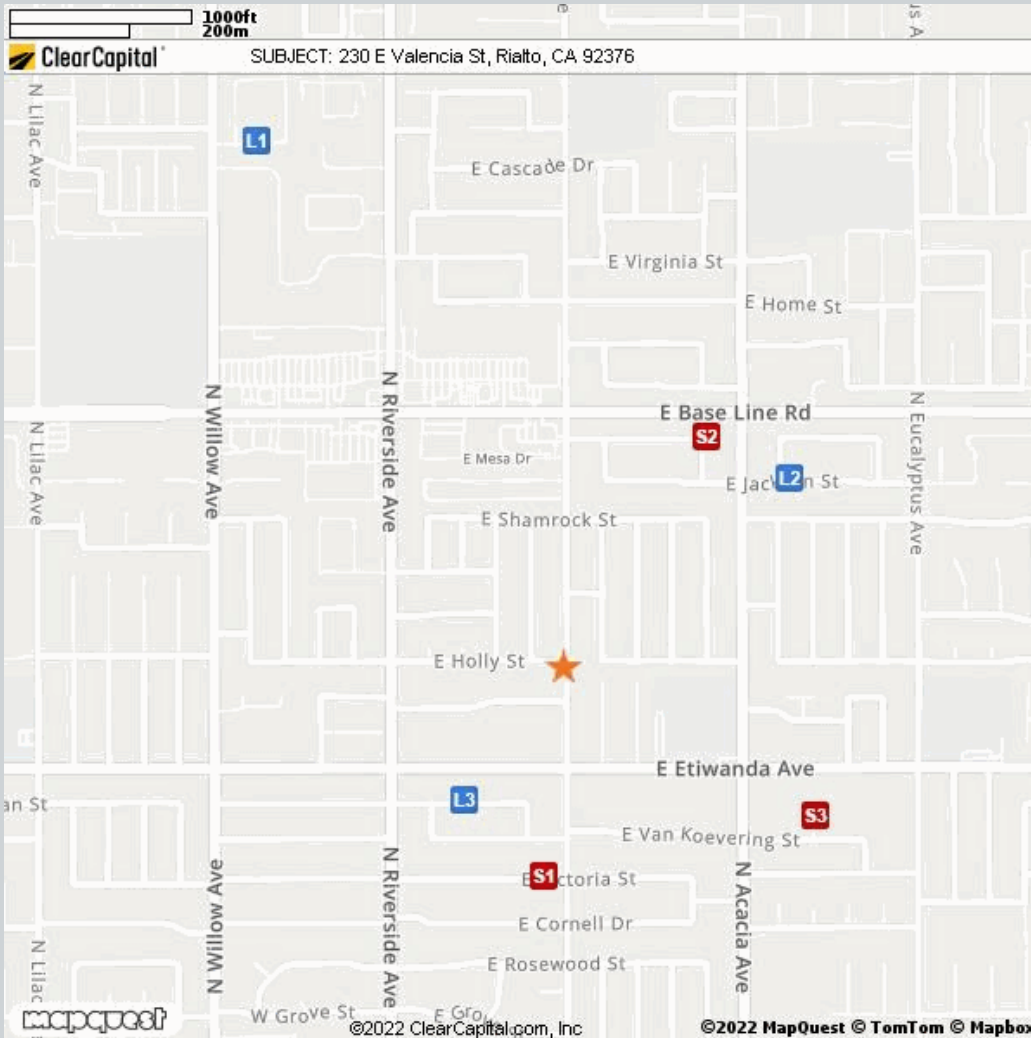 1000ft
200m
ClearCapital
SUBJECT: 230 E Valencia St, Rialto, CA 92376
N Lilac Ave
L1
E Cascade Dr
E Virginia St
E Home St
N Willow Ave
N Riverside Ave
E Base Line Rd
N Eucalyptus Ave
N Lilac Ave
S2
E Mesa Dr
L2
E Shamrock St
E Holly St
E Etiwanda Ave
L3
an St
S3
E Van Koevering St
S1
ctoria St
N Willow Ave
N Riverside Ave
N Acacia Ave
E Cornell Dr
N Lilac
E Rosewood St
W Grove St
E Gro
mapquest
©2022 ClearCapital.com, Inc
©2022 MapQuest © TomTom © Mapbox